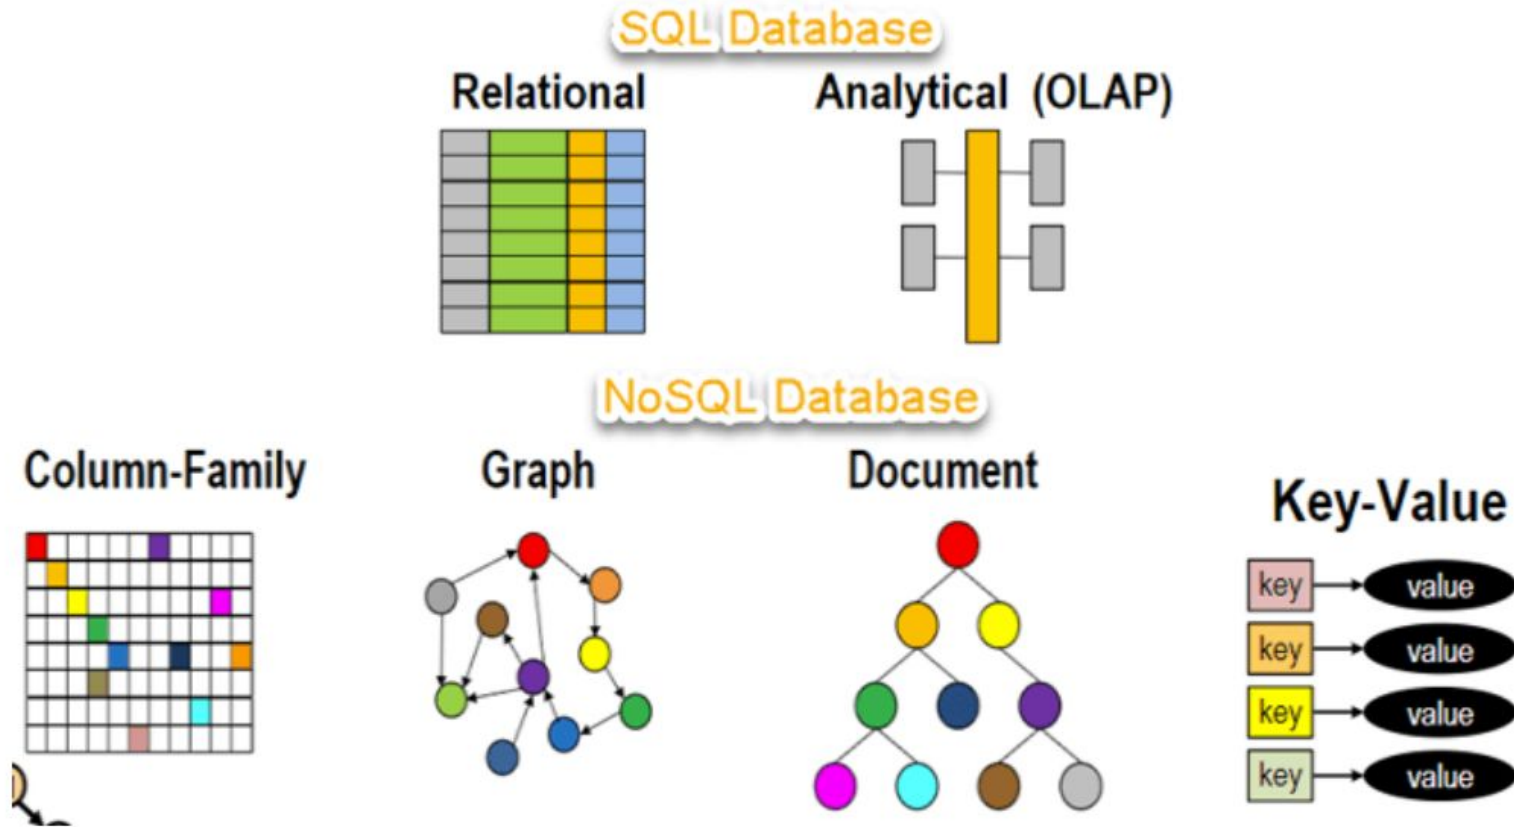 SQL Database
Relational
Analytical (OLAP)
NoSQL Database
Column-Family
Graph
Document
Key-Value
key
value
key
value
key
value
key
value